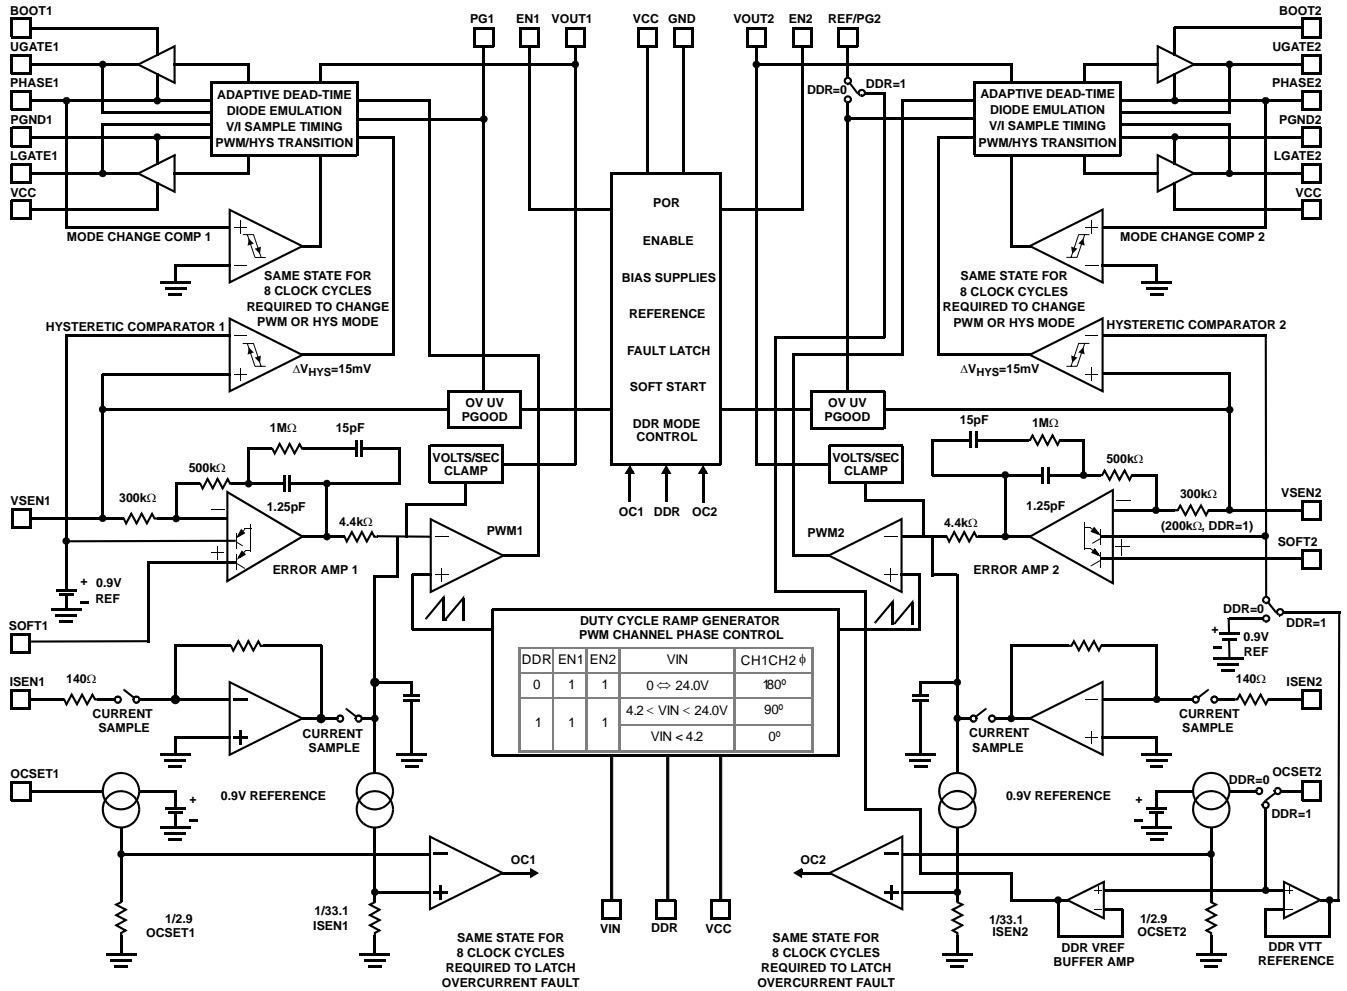 BOOT1
UGATE1
PHASE1
PGND1
LGATE1
VCC
PG1
EN1
VOUT1
VCC
GND
VOUT2
EN2
REF/PG2
BOOT2
UGATE2
PHASE2
PGND2
LGATE2
VCC
ADAPTIVE DEAD-TIME
DIODE EMULATION
V/I SAMPLE TIMING
PWM/HYS TRANSITION
DDR=0
DDR=1
ADAPTIVE DEAD-TIME
DIODE EMULATION
V/I SAMPLE TIMING
PWM/HYS TRANSITION
POR
ENABLE
BIAS SUPPLIES
REFERENCE
FAULT LATCH
SOFT START
DDR MODE
CONTROL
OC1
DDR
OC2
MODE CHANGE COMP 1
+
−
SAME STATE FOR
8 CLOCK CYCLES
REQUIRED TO CHANGE
PWM OR HYS MODE
MODE CHANGE COMP 2
+
−
SAME STATE FOR
8 CLOCK CYCLES
REQUIRED TO CHANGE
PWM OR HYS MODE
HYSTERETIC COMPARATOR 1
−
+
ΔVHYS=15mV
HYSTERETIC COMPARATOR 2
−
+
ΔVHYS=15mV
OV UV
PGOOD
OV UV
PGOOD
1MΩ
15pF
500kΩ
1.25pF
VOLTS/SEC
CLAMP
VSEN1
300kΩ
−
+
4.4kΩ
ERROR AMP 1
PWM1
−
+
+
−
0.9V
REF
SOFT1
15pF
1MΩ
500kΩ
1.25pF
VOLTS/SEC
CLAMP
VSEN2
300kΩ
(200kΩ, DDR=1)
−
+
4.4kΩ
ERROR AMP 2
PWM2
−
+
SOFT2
DDR=0
DDR=1
+
−
0.9V
REF
DUTY CYCLE RAMP GENERATOR
PWM CHANNEL PHASE CONTROL
DDR EN1 EN2 VIN CH1CH2 ϕ
0 1 1 0 ⇔ 24.0V 180º
1 1 1 4.2 < VIN < 24.0V 90º
VIN < 4.2 0º
ISEN1
140Ω
CURRENT
SAMPLE
−
+
CURRENT
SAMPLE
ISEN2
140Ω
CURRENT
SAMPLE
−
+
CURRENT
SAMPLE
OCSET1
+
−
0.9V REFERENCE
0.9V REFERENCE
+
−
DDR=0
OCSET2
DDR=1
−
+
OC1
OC2
−
+
1/2.9
OCSET1
1/33.1
ISEN1
VIN
DDR
VCC
1/33.1
ISEN2
+
−
DDR VREF
BUFFER AMP
1/2.9
OCSET2
+
−
DDR VTT
REFERENCE
SAME STATE FOR
8 CLOCK CYCLES
REQUIRED TO LATCH
OVERCURRENT FAULT
SAME STATE FOR
8 CLOCK CYCLES
REQUIRED TO LATCH
OVERCURRENT FAULT